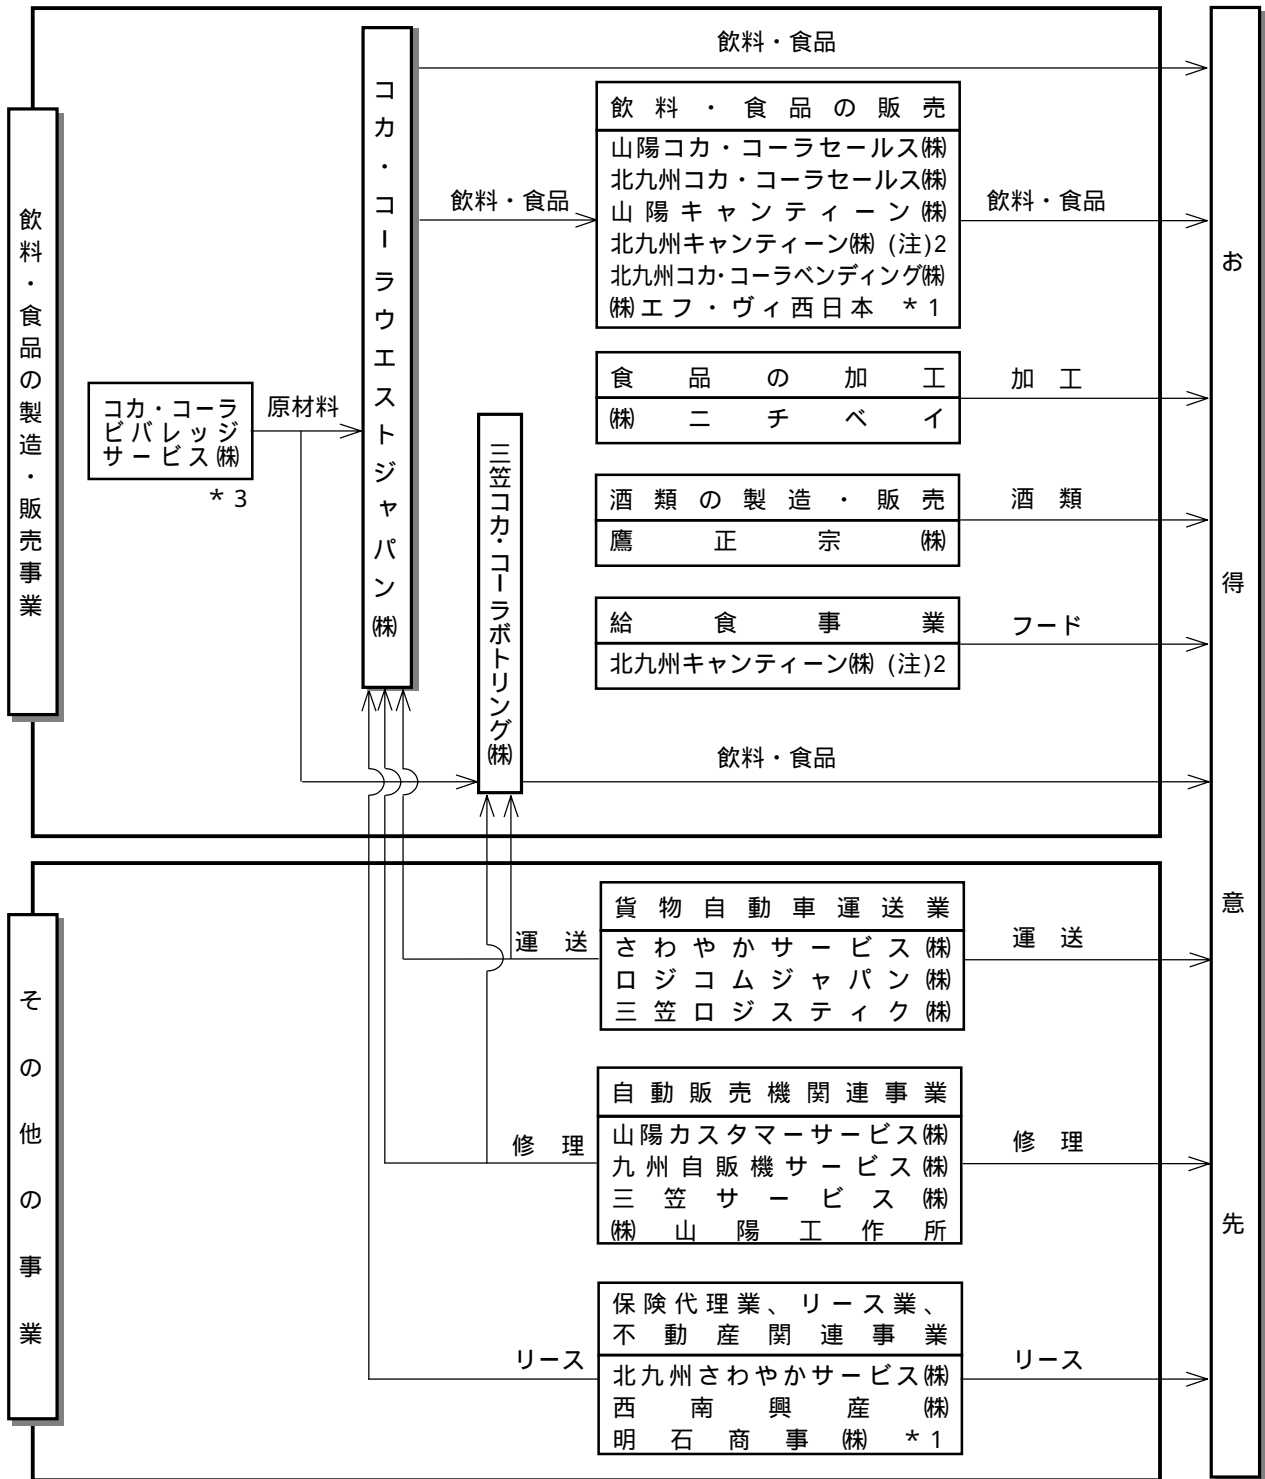 飲料・食品の製造・販売事業
コカ・コーラ
ビバレッジ
サービス㈱
＊3
原材料
コカ・コーラウエストジャパン㈱
三笠コカ・コーラボトリング㈱
飲料・食品
飲料・食品
飲料・食品の販売
山陽コカ・コーラセールス㈱
北九州コカ・コーラセールス㈱
山陽キャンティーン㈱
北九州キャンティーン㈱ (注)2
北九州コカ・コーラベンディング㈱
㈱エフ・ヴィ西日本 ＊1
飲料・食品
食品の加工
㈱ニチベイ
加工
酒類の製造・販売
鷹正宗㈱
酒類
給食事業
北九州キャンティーン㈱ (注)2
フード
飲料・食品
その他の事業
運送
貨物自動車運送業
さわやかサービス㈱
ロジコムジャパン㈱
三笠ロジスティク㈱
運送
修理
自動販売機関連事業
山陽カスタマーサービス㈱
九州自販機サービス㈱
三笠サービス㈱
㈱山陽工作所
修理
リース
保険代理業、リース業、
不動産関連事業
北九州さわやかサービス㈱
西南興産㈱
明石商事㈱ ＊1
リース
お得意先